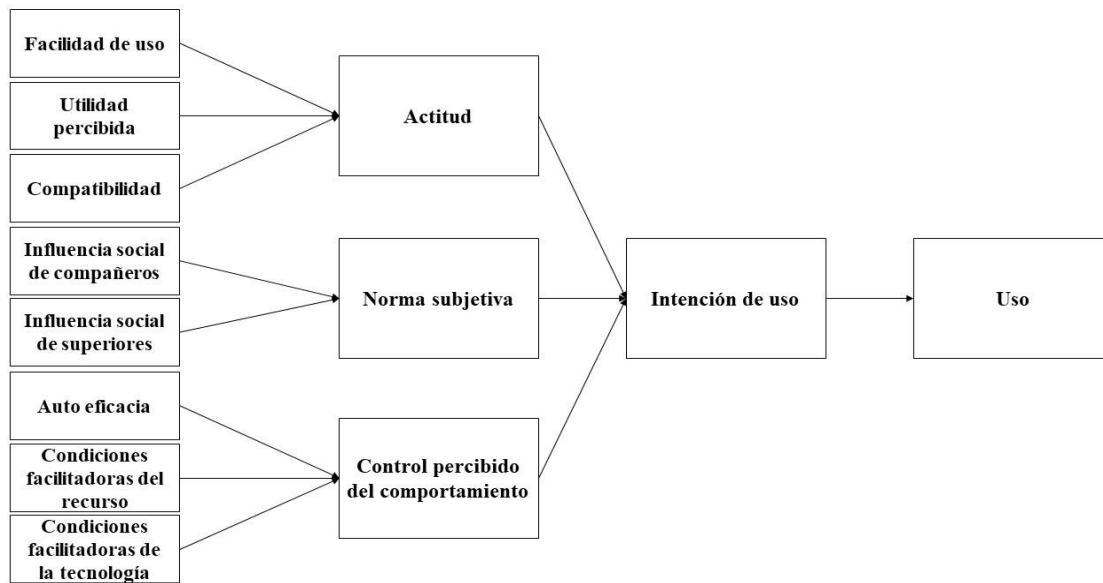 Facilidad de uso
Utilidad
percibida
Compatibilidad
Influencia social
de compañeros
Influencia social
de superiores
Auto eficacia
Condiciones
facilitadoras del
recurso
Condiciones
facilitadoras de
la tecnología
Actitud
Norma subjetiva
Control percibido
del comportamiento
Intención de uso
Uso